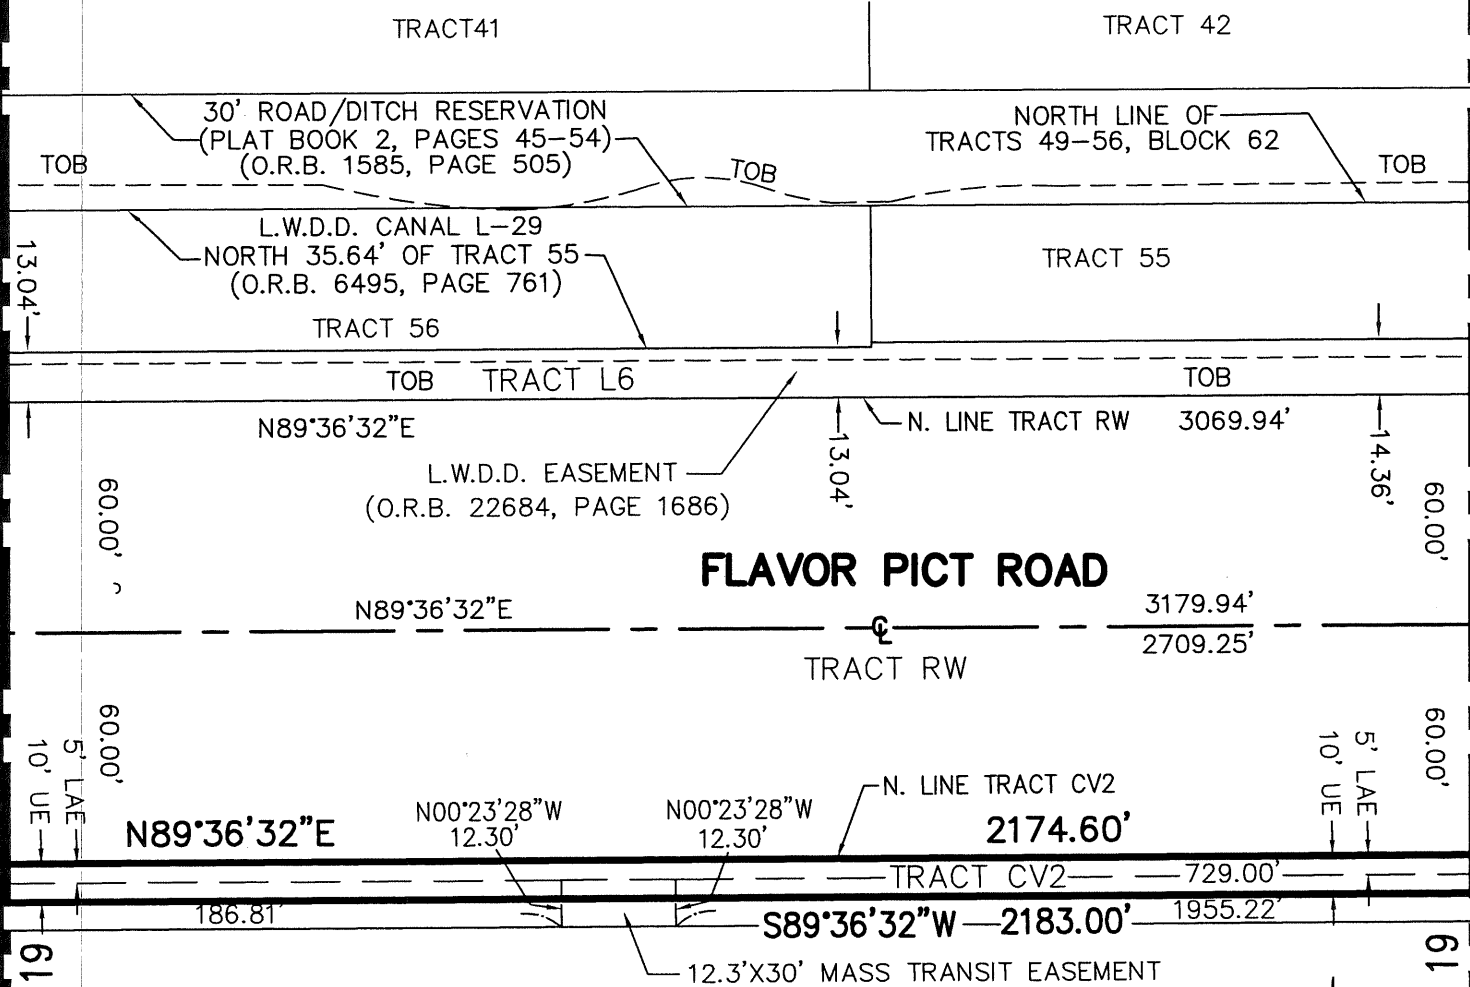 TRACT41
TRACT 42
30' ROAD/DITCH RESERVATION
(PLAT BOOK 2, PAGES 45-54)
(O.R.B. 1585, PAGE 505)
NORTH LINE OF
TRACTS 49-56, BLOCK 62
TOB
TOB
TOB
L.W.D.D. CANAL L-29
NORTH 35.64' OF TRACT 55
(O.R.B. 6495, PAGE 761)
13.04'
TRACT 55
TRACT 56
TOB
TRACT L6
TOB
N89°36'32"E
N. LINE TRACT RW
3069.94'
L.W.D.D. EASEMENT
(O.R.B. 22684, PAGE 1686)
13.04'
14.36'
60.00'
60.00'
FLAVOR PICT ROAD
N89°36'32"E
3179.94'
℄
2709.25'
TRACT RW
60.00'
60.00'
10' UE
5' LAE
10' UE
5' LAE
N. LINE TRACT CV2
N89°36'32"E
N00°23'28"W
12.30'
N00°23'28"W
12.30'
2174.60'
TRACT CV2
729.00'
186.81'
S89°36'32"W
2183.00'
1955.22'
12.3'X30' MASS TRANSIT EASEMENT
19
19